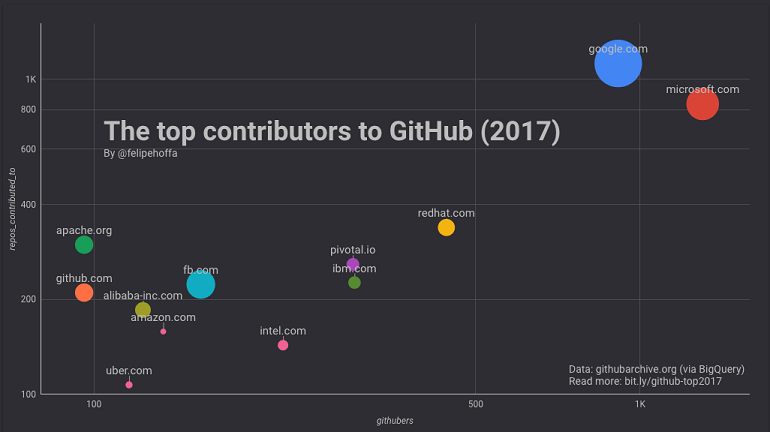 google.com
1K
microsoft.com
800
The top contributors to GitHub (2017)
600
By @felipehoffa
repos_contributed_to
400
redhat.com
apache.org
pivotal.io
fb.com
ibm.com
github.com
alibaba-inc.com
200
amazon.com
intel.com
uber.com
Data: githubarchive.org (via BigQuery)
Read more: bit.ly/github-top2017
100
100
500
1K
githubers